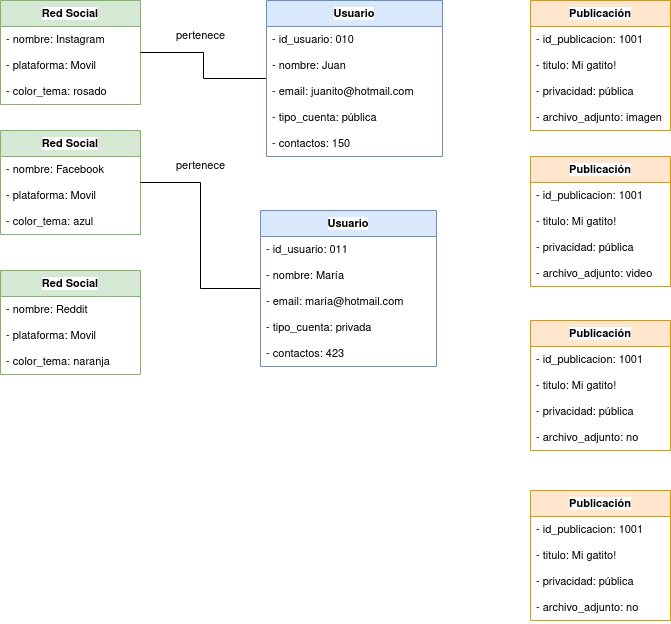 Red Social
- nombre: Instagram
- plataforma: Movil
- color_tema: rosado
pertenece
Red Social
- nombre: Facebook
- plataforma: Movil
- color_tema: azul
pertenece
Red Social
- nombre: Reddit
- plataforma: Movil
- color_tema: naranja
Usuario
- id_usuario: 010
- nombre: Juan
- email: juanito@hotmail.com
- tipo_cuenta: pública
- contactos: 150
Usuario
- id_usuario: 011
- nombre: María
- email: maría@hotmail.com
- tipo_cuenta: privada
- contactos: 423
Publicación
- id_publicacion: 1001
- titulo: Mi gatito!
- privacidad: pública
- archivo_adjunto: imagen
Publicación
- id_publicacion: 1001
- titulo: Mi gatito!
- privacidad: pública
- archivo_adjunto: video
Publicación
- id_publicacion: 1001
- titulo: Mi gatito!
- privacidad: pública
- archivo_adjunto: no
Publicación
- id_publicacion: 1001
- titulo: Mi gatito!
- privacidad: pública
- archivo_adjunto: no